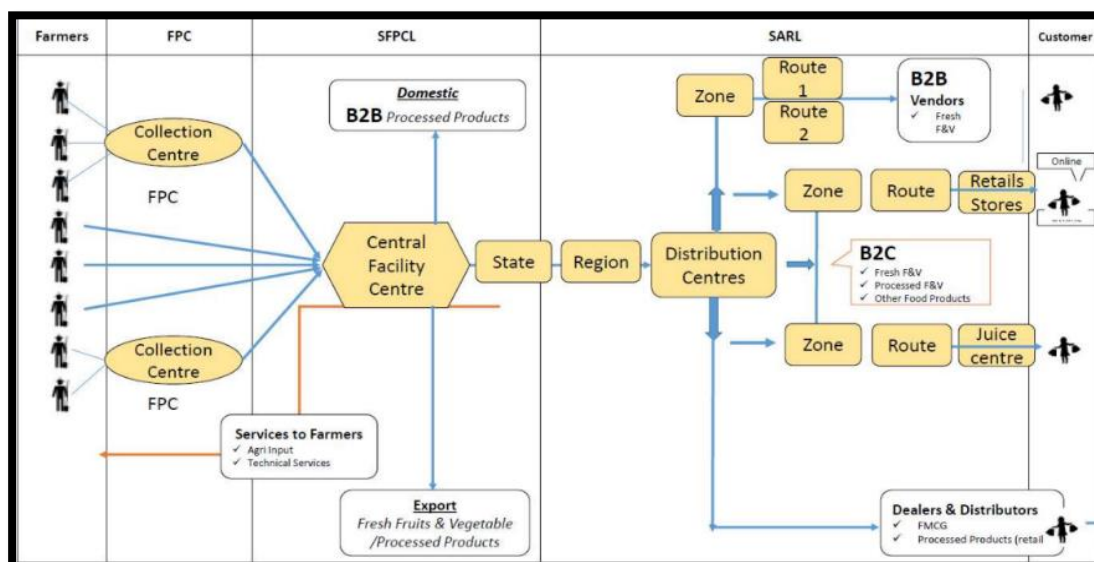 Farmers
FPC
SFPCL
SARL
Customer
Collection
Centre
FPC
Collection
Centre
FPC
Services to Farmers
✓ Agri Input
✓ Technical Services
Domestic
B2B Processed Products
Central
Facility
Centre
Export
Fresh Fruits & Vegetable
/Processed Products
State
Region
Distribution
Centres
Zone
Route
1
Route
2
B2B
Vendors
✓ Fresh
F&V
Zone
Route
Retails
Stores
Online
B2C
✓ Fresh F&V
✓ Processed F&V
✓ Other Food Products
Zone
Route
Juice
centre
Dealers & Distributors
✓ FMCG
✓ Processed Products (retail